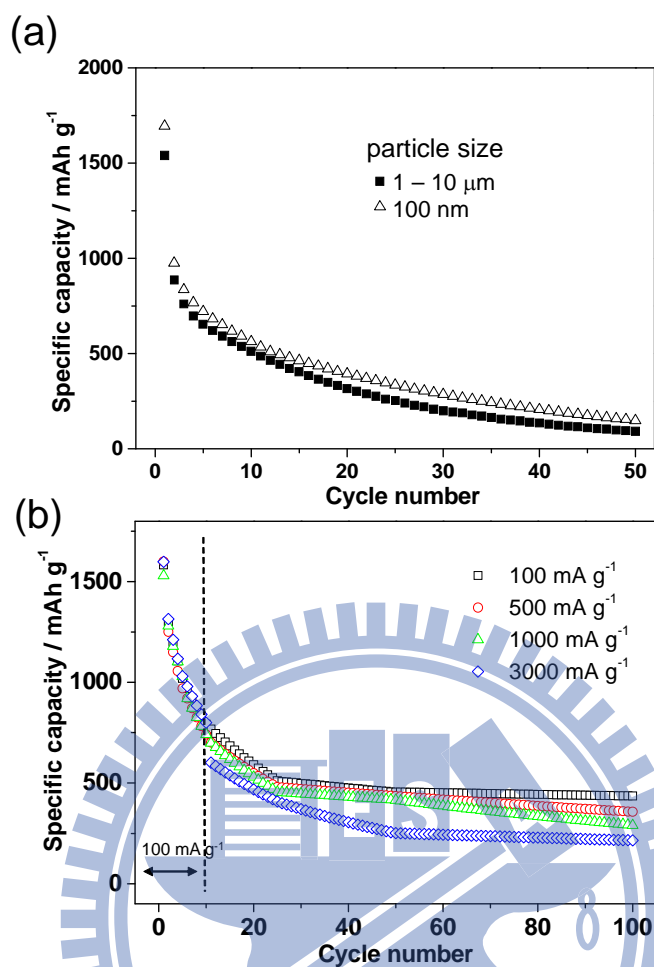 (a)
2000
1500
1000
500
0
Specific capacity / mAh g⁻¹
particle size
1 – 10 μm
100 nm
0 10 20 30 40 50
Cycle number
(b)
1500
1000
500
0
Specific capacity / mAh g⁻¹
100 mA g⁻¹
500 mA g⁻¹
1000 mA g⁻¹
3000 mA g⁻¹
100 mA g⁻¹
0 20 40 60 80 100
Cycle number